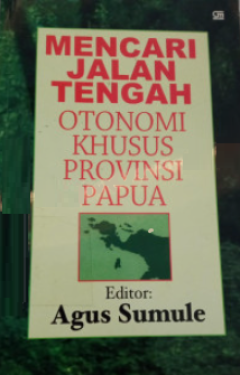 MENCARI
JALAN
TENGAH
OTONOMI
KHUSUS
PROVINSI
PAPUA
Editor:
Agus Sumule